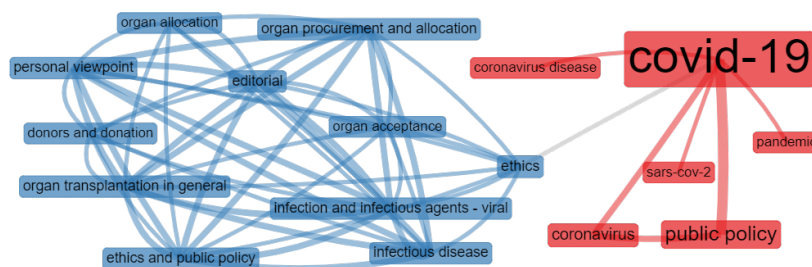 organ allocation
organ procurement and allocation
covid-19
personal viewpoint
coronavirus disease
editorial
donors and donation
organ acceptance
pandemic
ethics
sars-cov-2
organ transplantation in general
infection and infectious agents - viral
coronavirus
public policy
ethics and public policy
infectious disease